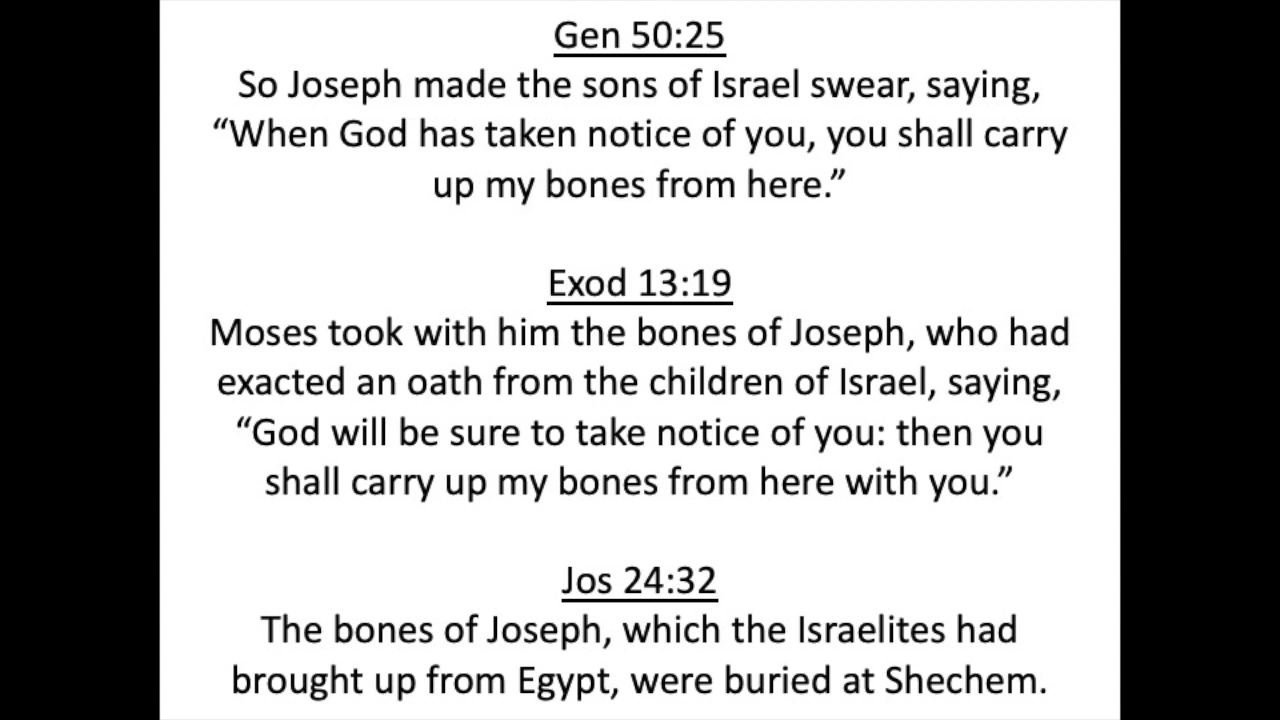 Gen 50:25
So Joseph made the sons of Israel swear, saying,
“When God has taken notice of you, you shall carry
up my bones from here.”
Exod 13:19
Moses took with him the bones of Joseph, who had
exacted an oath from the children of Israel, saying,
“God will be sure to take notice of you: then you
shall carry up my bones from here with you.”
Jos 24:32
The bones of Joseph, which the Israelites had
brought up from Egypt, were buried at Shechem.